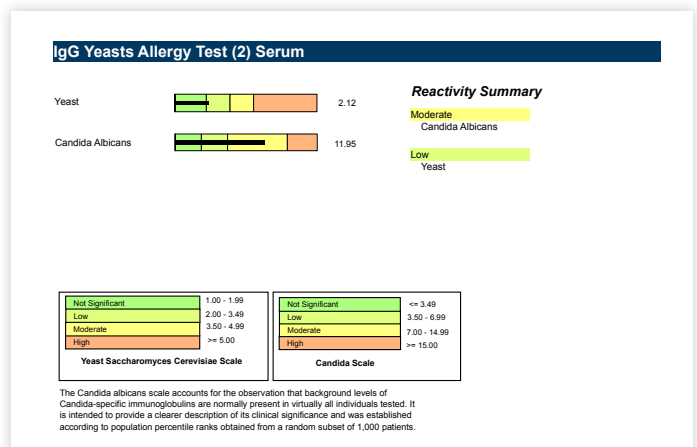 IgG Yeasts Allergy Test (2) Serum
Yeast 2.12
Candida Albicans 11.95
Reactivity Summary
Moderate
Candida Albicans
Low
Yeast
Not Significant 1.00 - 1.99
Low 2.00 - 3.49
Moderate 3.50 - 4.99
High >= 5.00
Yeast Saccharomyces Cerevisiae Scale
Not Significant <= 3.49
Low 3.50 - 6.99
Moderate 7.00 - 14.99
High >= 15.00
Candida Scale
The Candida albicans scale accounts for the observation that background levels of
Candida-specific immunoglobulins are normally present in virtually all individuals tested. It
is intended to provide a clearer description of its clinical significance and was established
according to population percentile ranks obtained from a random subset of 1,000 patients.